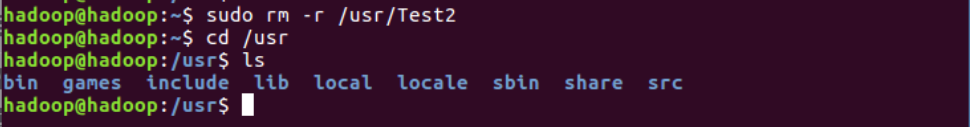 hadoop@hadoop:~$ sudo rm -r /usr/Test2
hadoop@hadoop:~$ cd /usr
hadoop@hadoop:/usr$ ls
bin games include lib local locale sbin share src
hadoop@hadoop:/usr$